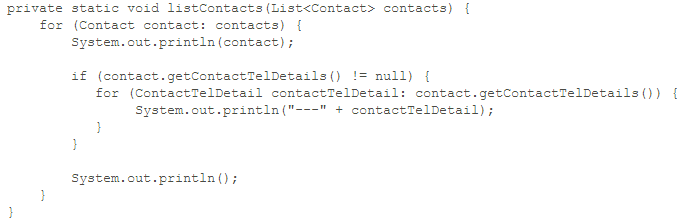 private static void listContacts(List<Contact> contacts) {
    for (Contact contact: contacts) {
        System.out.println(contact);

        if (contact.getContactTelDetails() != null) {
           for (ContactTelDetail contactTelDetail: contact.getContactTelDetails()) {
                System.out.println("---" + contactTelDetail);
           }
        }

        System.out.println();
    }
}